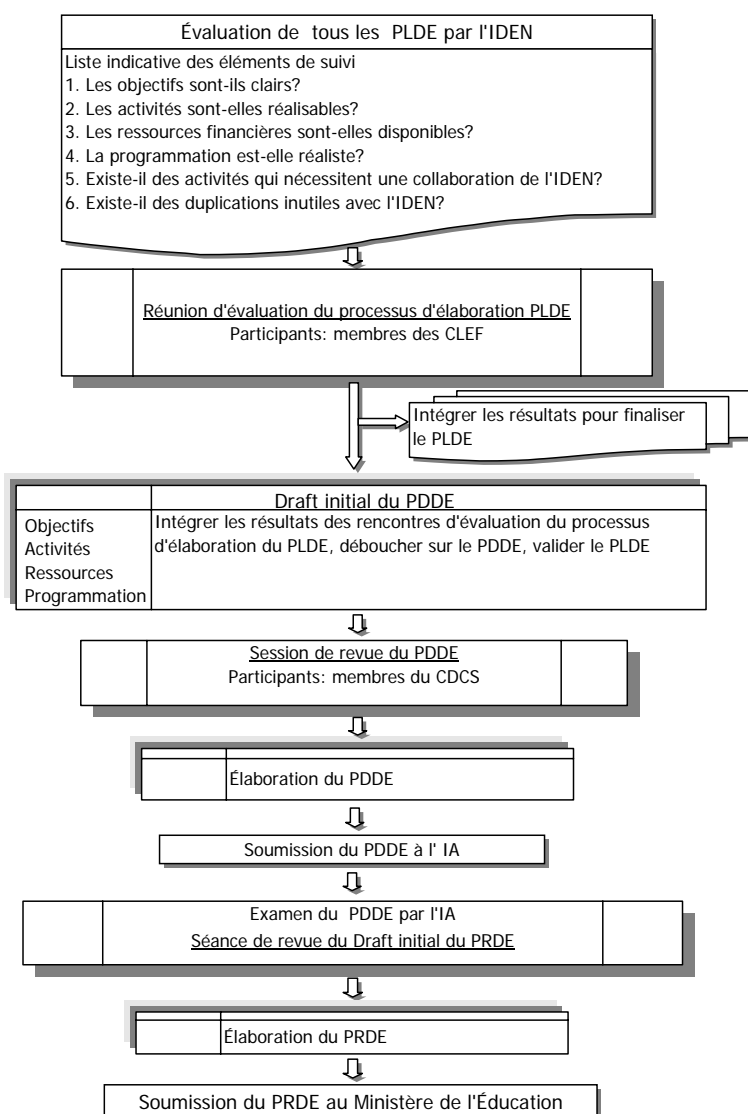 Évaluation de tous les PLDE par l'IDEN
Liste indicative des éléments de suivi
1. Les objectifs sont-ils clairs?
2. Les activités sont-elles réalisables?
3. Les ressources financières sont-elles disponibles?
4. La programmation est-elle réaliste?
5. Existe-il des activités qui nécessitent une collaboration de l'IDEN?
6. Existe-il des duplications inutiles avec l'IDEN?
Réunion d'évaluation du processus d'élaboration PLDE
Participants: membres des CLEF
Intégrer les résultats pour finaliser
le PLDE
Draft initial du PDDE
Objectifs
Activités
Ressources
Programmation
Intégrer les résultats des rencontres d'évaluation du processus
d'élaboration du PLDE, déboucher sur le PDDE, valider le PLDE
Session de revue du PDDE
Participants: membres du CDCS
Élaboration du PDDE
Soumission du PDDE à l' IA
Examen du PDDE par l'IA
Séance de revue du Draft initial du PRDE
Élaboration du PRDE
Soumission du PRDE au Ministère de l'Éducation